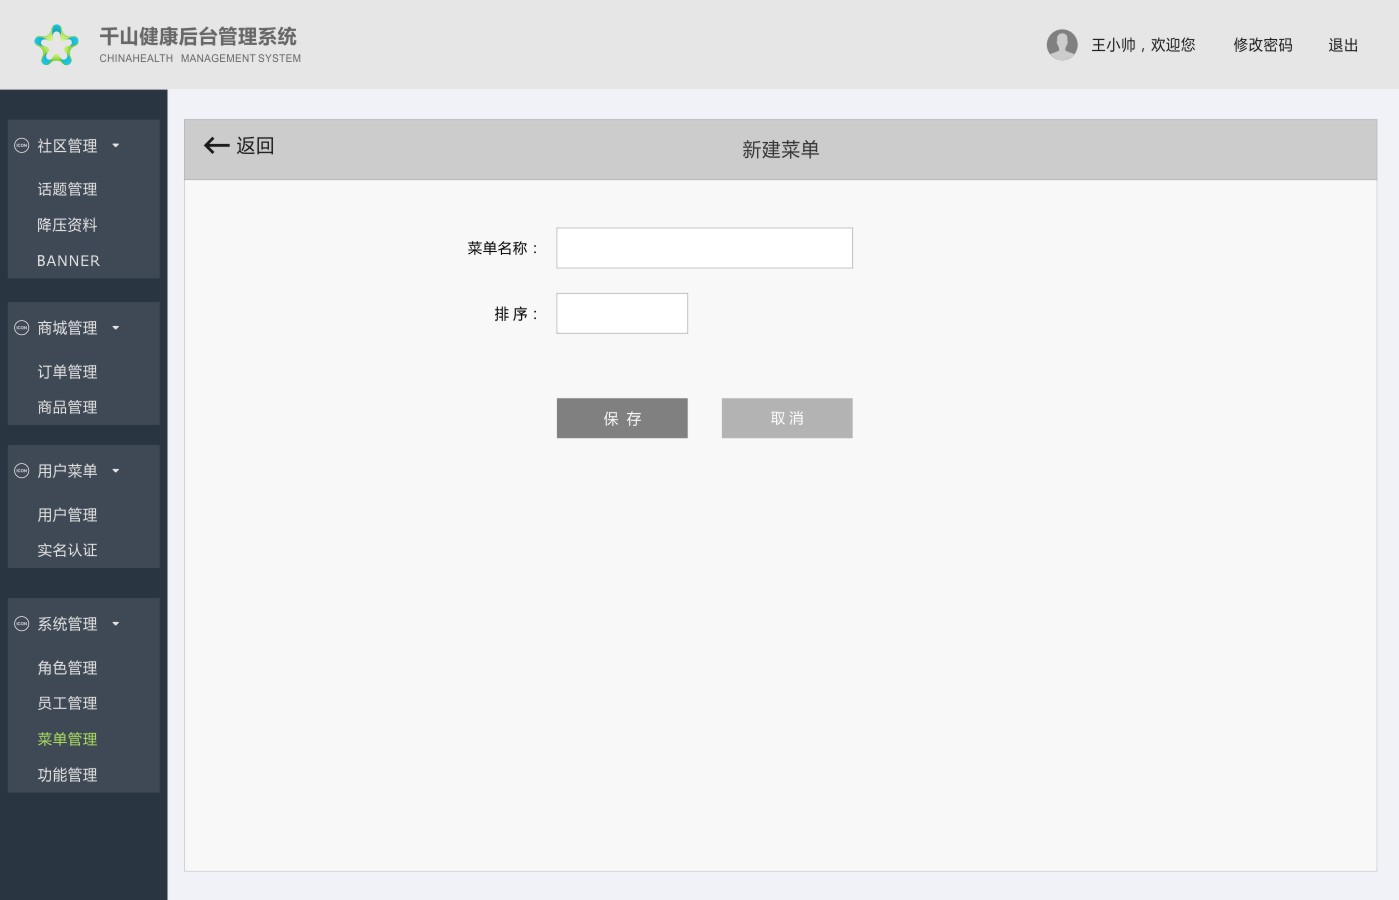 千山健康后台管理系统
CHINAHEALTH MANAGEMENT SYSTEM
王小帅，欢迎您 修改密码 退出
ICON 社区管理
话题管理
降压资料
BANNER
ICON 商城管理
订单管理
商品管理
ICON 用户菜单
用户管理
实名认证
ICON 系统管理
角色管理
员工管理
菜单管理
功能管理
返回 新建菜单
菜单名称：
排 序：
保 存 取 消